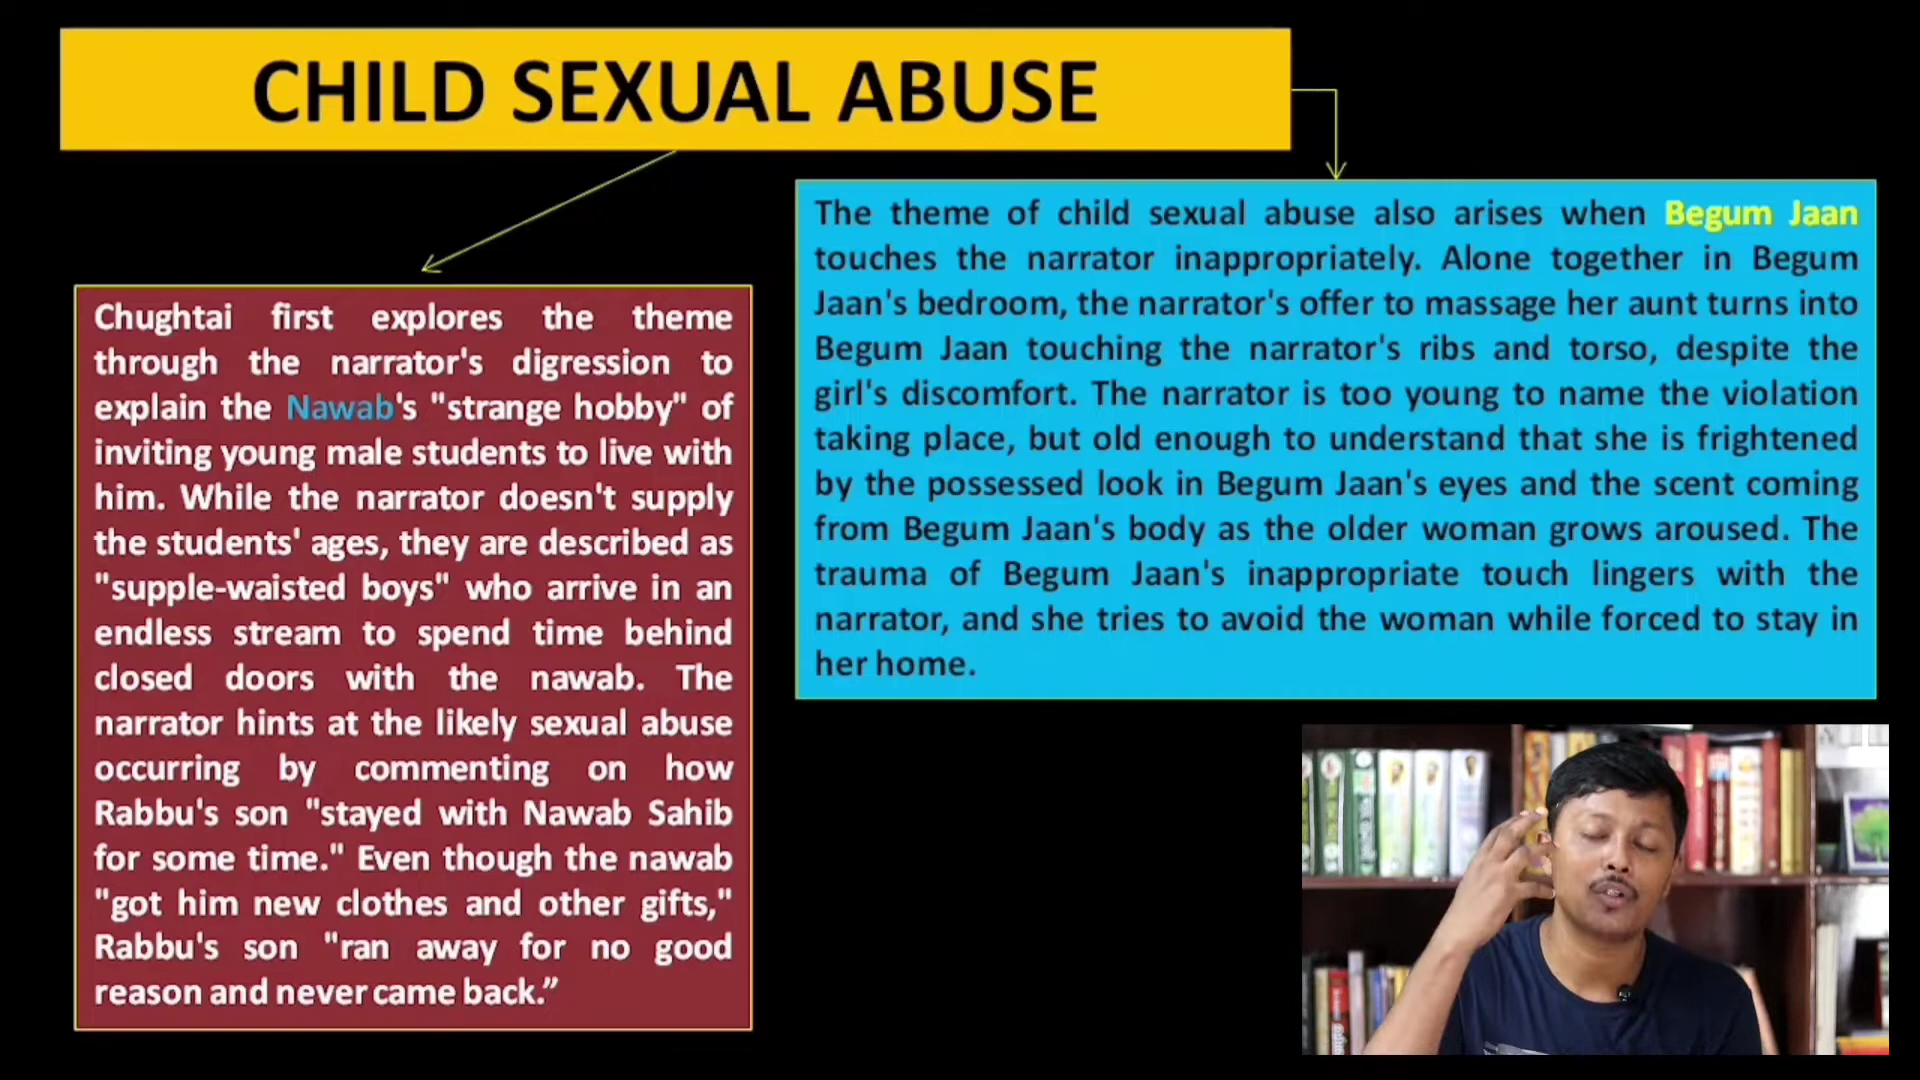 CHILD SEXUAL ABUSE
Chughtai first explores the theme
through the narrator's digression to
explain the Nawab's "strange hobby" of
inviting young male students to live with
him. While the narrator doesn't supply
the students' ages, they are described as
"supple-waisted boys" who arrive in an
endless stream to spend time behind
closed doors with the nawab. The
narrator hints at the likely sexual abuse
occurring by commenting on how
Rabbu's son "stayed with Nawab Sahib
for some time." Even though the nawab
"got him new clothes and other gifts,"
Rabbu's son "ran away for no good
reason and never came back.”
The theme of child sexual abuse also arises when Begum Jaan
touches the narrator inappropriately. Alone together in Begum
Jaan's bedroom, the narrator's offer to massage her aunt turns into
Begum Jaan touching the narrator's ribs and torso, despite the
girl's discomfort. The narrator is too young to name the violation
taking place, but old enough to understand that she is frightened
by the possessed look in Begum Jaan's eyes and the scent coming
from Begum Jaan's body as the older woman grows aroused. The
trauma of Begum Jaan's inappropriate touch lingers with the
narrator, and she tries to avoid the woman while forced to stay in
her home.